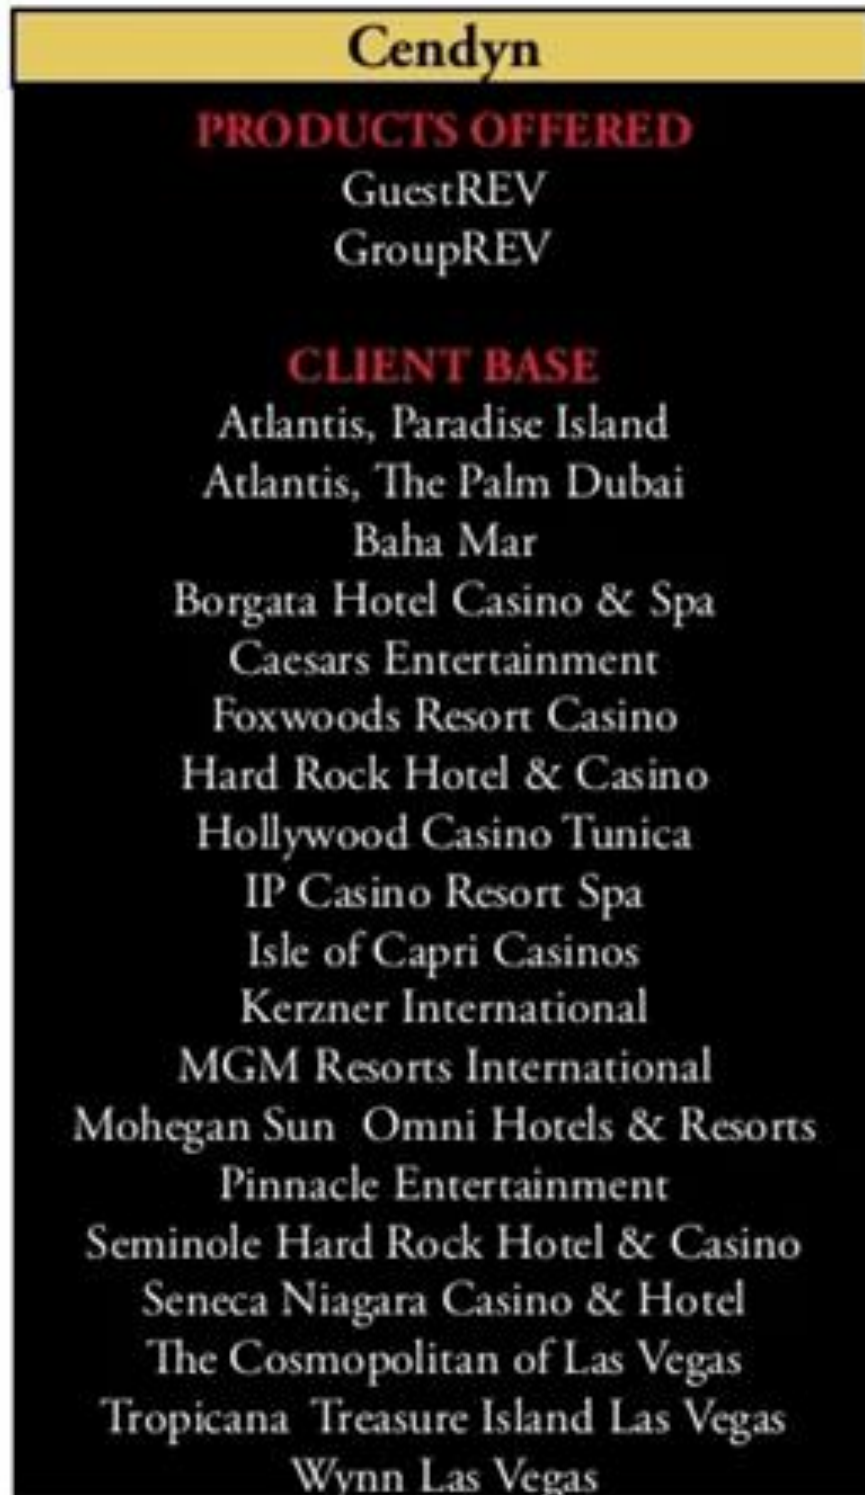 Cendyn
PRODUCTS OFFERED
GuestREV
GroupREV
CLIENT BASE
Atlantis, Paradise Island
Atlantis, The Palm Dubai
Baha Mar
Borgata Hotel Casino & Spa
Caesars Entertainment
Foxwoods Resort Casino
Hard Rock Hotel & Casino
Hollywood Casino Tunica
IP Casino Resort Spa
Isle of Capri Casinos
Kerzner International
MGM Resorts International
Mohegan Sun  Omni Hotels & Resorts
Pinnacle Entertainment
Seminole Hard Rock Hotel & Casino
Seneca Niagara Casino & Hotel
The Cosmopolitan of Las Vegas
Tropicana  Treasure Island Las Vegas
Wynn Las Vegas